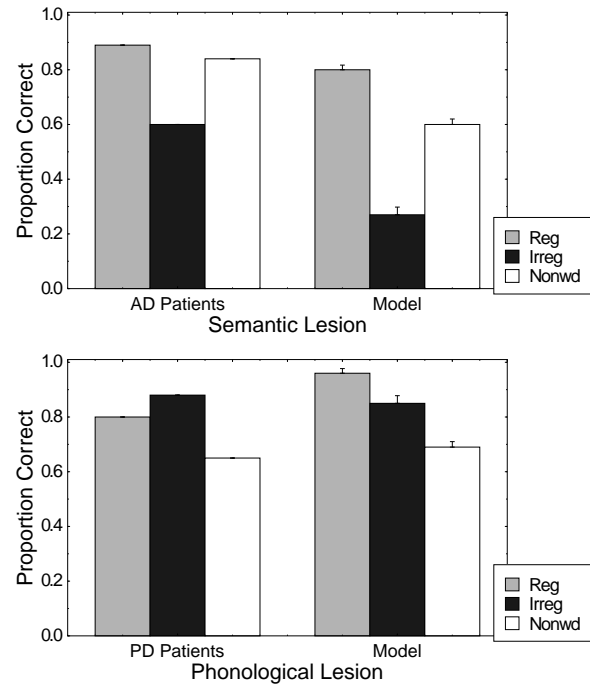 Proportion Correct
1.0
0.8
0.6
0.4
0.2
0.0
AD Patients Model
Semantic Lesion
Reg
Irreg
Nonwd
Proportion Correct
1.0
0.8
0.6
0.4
0.2
0.0
PD Patients Model
Phonological Lesion
Reg
Irreg
Nonwd